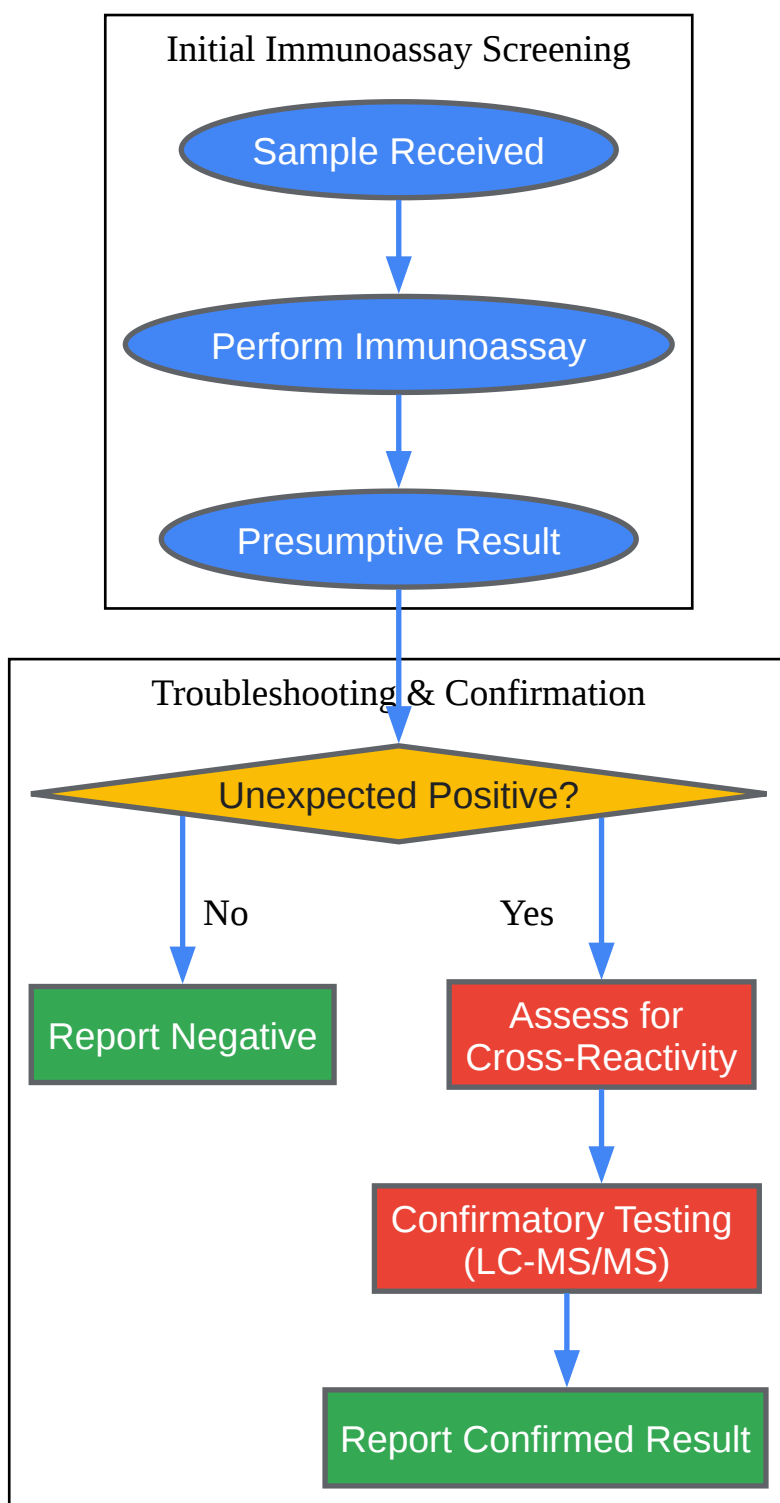 Initial Immunoassay Screening
Sample Received
Perform Immunoassay
Presumptive Result
Troubleshooting & Confirmation
Unexpected Positive?
No
Yes
Report Negative
Assess for
Cross-Reactivity
Confirmatory Testing
(LC-MS/MS)
Report Confirmed Result